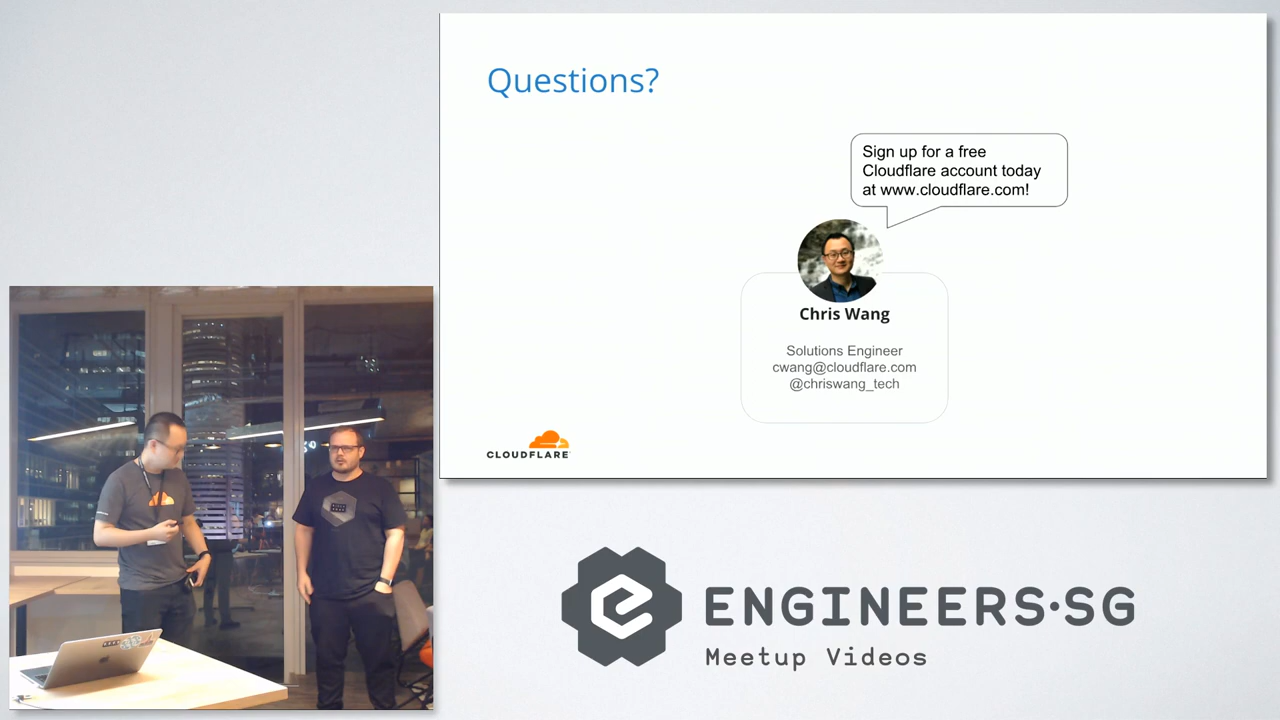 Questions?
Sign up for a free
Cloudflare account today
at www.cloudflare.com!
Chris Wang
Solutions Engineer
cwang@cloudflare.com
@chriswang_tech
CLOUDFLARE
ENGINEERS·SG
Meetup Videos